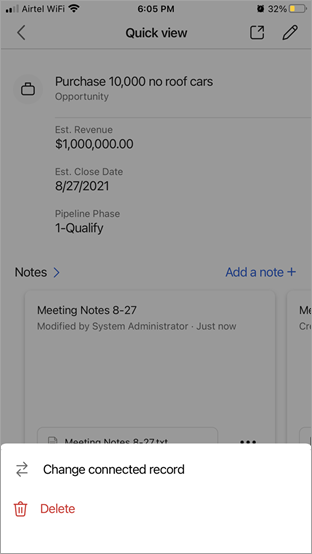 Airtel WiFi 6:05 PM 32%
Quick view
Purchase 10,000 no roof cars
Opportunity
Est. Revenue
$1,000,000.00
Est. Close Date
8/27/2021
Pipeline Phase
1-Qualify
Notes Add a note +
Meeting Notes 8-27 Me
Modified by System Administrator · Just now Cre
Meeting Notes 8-27.txt
Change connected record
Delete